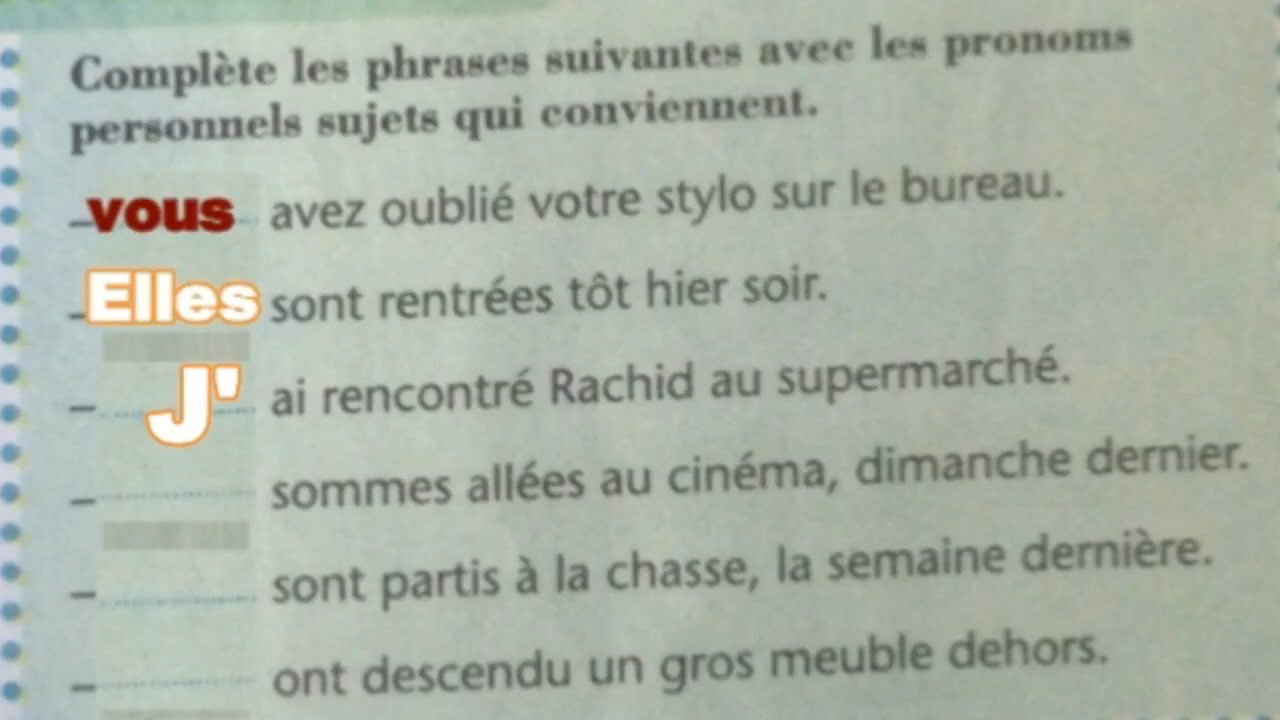 Complète les phrases suivantes avec les pronoms
personnels sujets qui conviennent.
– vous avez oublié votre stylo sur le bureau.
– Elles sont rentrées tôt hier soir.
– J' ai rencontré Rachid au supermarché.
– ............ sommes allées au cinéma, dimanche dernier.
– ............ sont partis à la chasse, la semaine dernière.
– ............ ont descendu un gros meuble dehors.